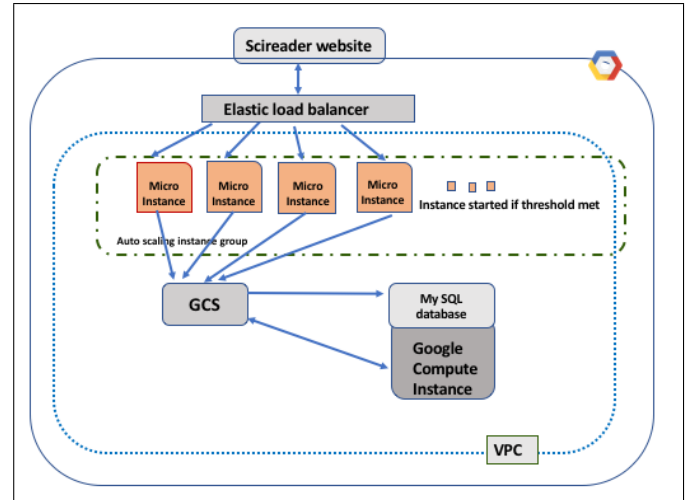 Scireader website
Elastic load balancer
Micro
Instance
Micro
Instance
Micro
Instance
Micro
Instance
Instance started if threshold met
Auto scaling instance group
GCS
My SQL
database
Google
Compute
Instance
VPC